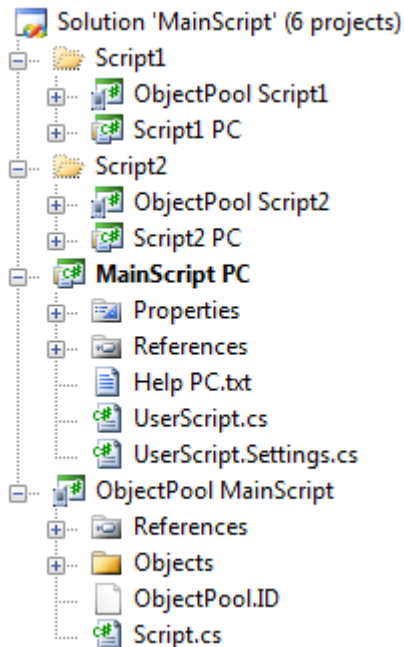 Solution 'MainScript' (6 projects)
Script1
ObjectPool Script1
Script1 PC
Script2
ObjectPool Script2
Script2 PC
MainScript PC
Properties
References
Help PC.txt
UserScript.cs
UserScript.Settings.cs
ObjectPool MainScript
References
Objects
ObjectPool.ID
Script.cs